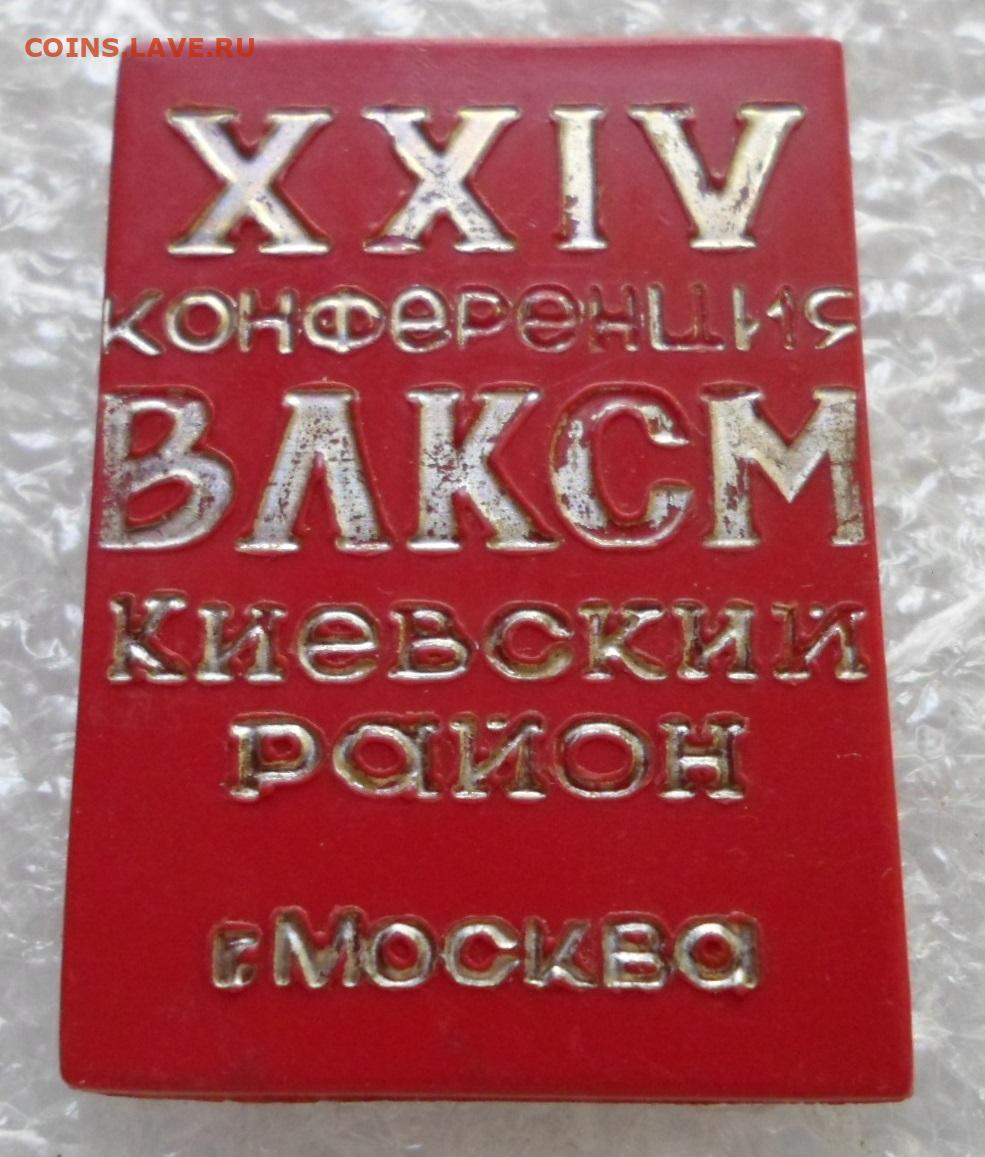 COINS.LAVE.RU
XXIV
конференция
ВЛКСМ
Киевский
район
г.Москва